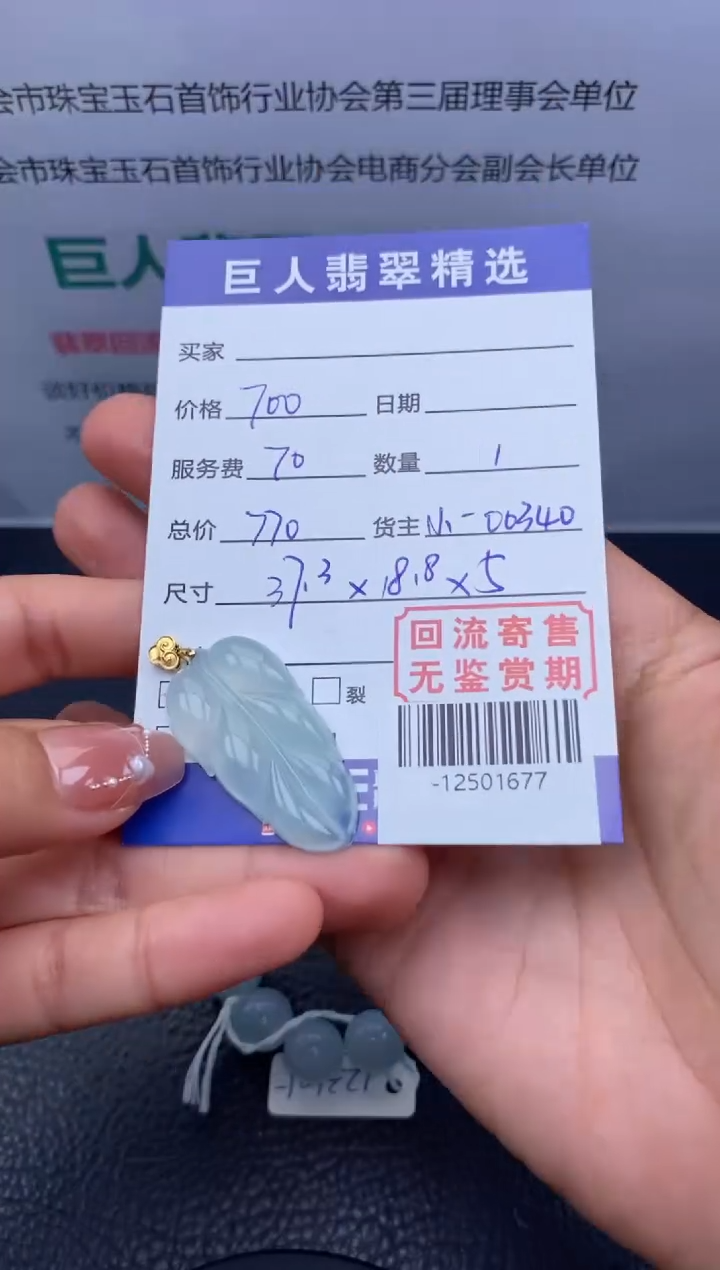 会市珠宝玉石首饰行业协会第三届理事会单位
会市珠宝玉石首饰行业协会电商分会副会长单位
巨人翡
巨人翡翠精选
买家
价格 700 日期
服务费 70 数量 1
总价 770 货主 小-00340
尺寸 37.3 x 18.8 x 5
回流寄售
无鉴赏期
裂
-12501677